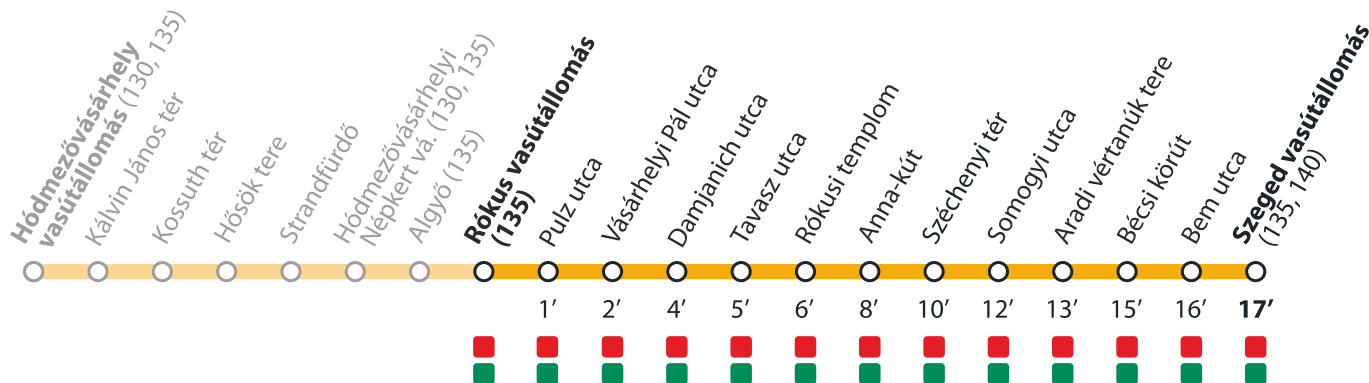 Hódmezővásárhely
vasútállomás (130, 135)
Kálvin János tér
Kossuth tér
Hősök tere
Strandfürdő
Hódmezővásárhelyi
Népkert vá. (130, 135)
Algyő (135)
Rókus vasútállomás
(135)
Pulz utca
Vásárhelyi Pál utca
Damjanich utca
Tavasz utca
Rókusi templom
Anna-kút
Széchenyi tér
Somogyi utca
Aradi vértanúk tere
Bécsi körút
Bem utca
Szeged vasútállomás
(135, 140)
1’ 2’ 4’ 5’ 6’ 8’ 10’ 12’ 13’ 15’ 16’ 17’